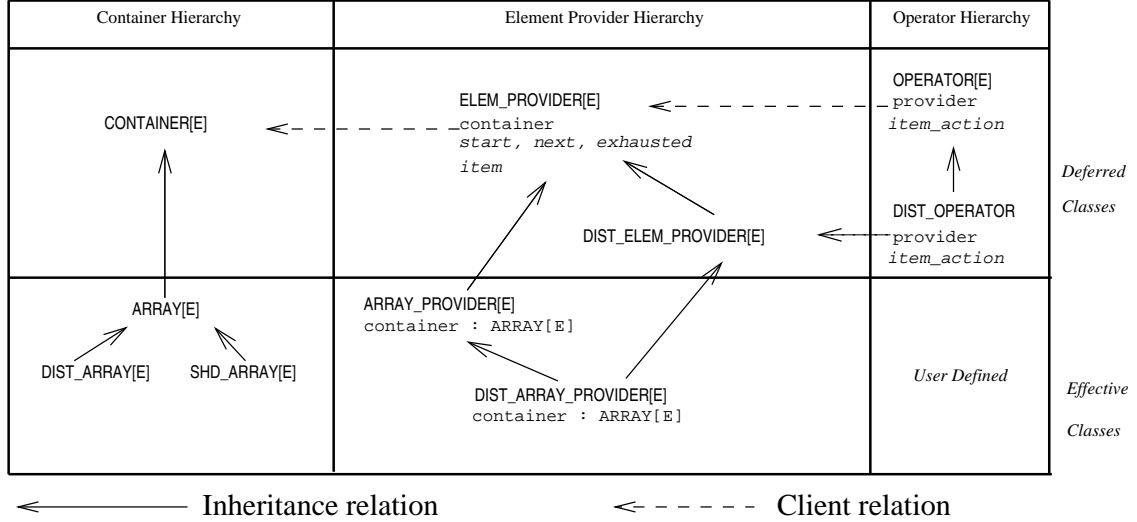 Container Hierarchy
Element Provider Hierarchy
Operator Hierarchy
CONTAINER[E]
ELEM_PROVIDER[E]
container
start, next, exhausted
item
OPERATOR[E]
provider
item_action
DIST_ELEM_PROVIDER[E]
DIST_OPERATOR
provider
item_action
Deferred
Classes
ARRAY[E]
DIST_ARRAY[E]
SHD_ARRAY[E]
ARRAY_PROVIDER[E]
container : ARRAY[E]
DIST_ARRAY_PROVIDER[E]
container : ARRAY[E]
User Defined
Effective
Classes
Inheritance relation
Client relation